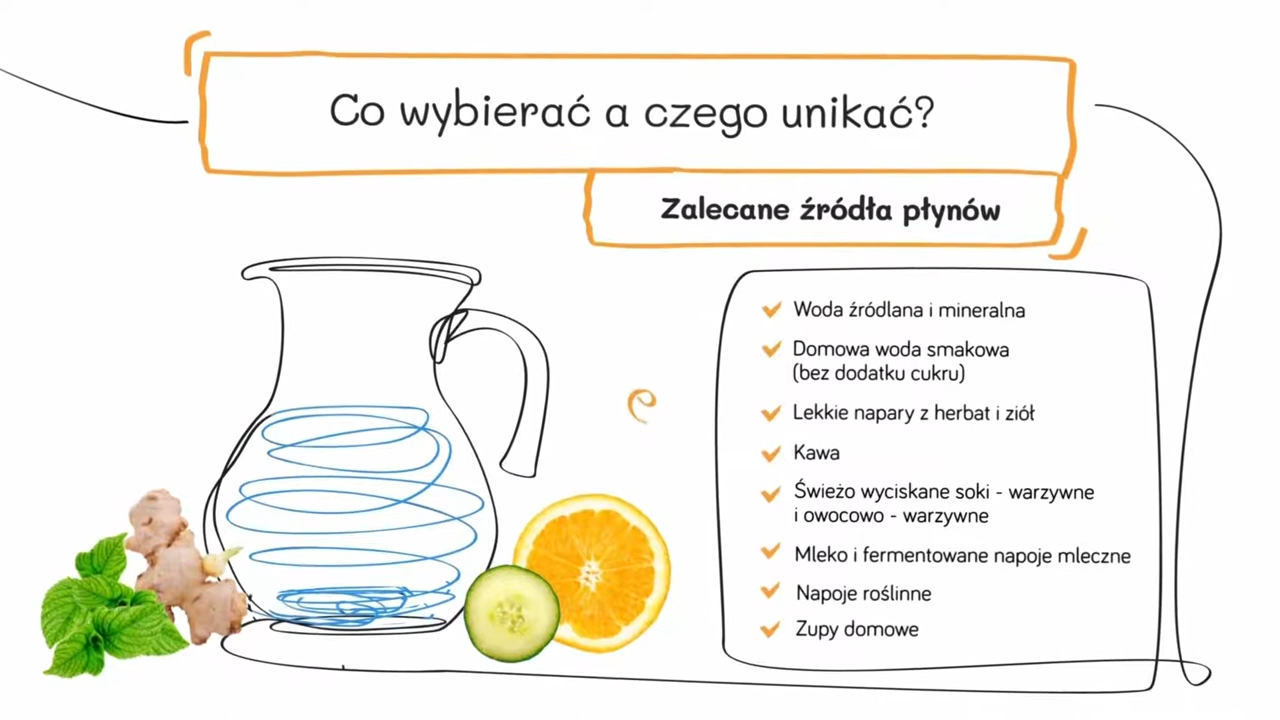 Co wybierać a czego unikać?
Zalecane źródła płynów
Woda źródlana i mineralna
Domowa woda smakowa
(bez dodatku cukru)
Lekkie napary z herbat i ziół
Kawa
Świeżo wyciskane soki - warzywne
i owocowo - warzywne
Mleko i fermentowane napoje mleczne
Napoje roślinne
Zupy domowe